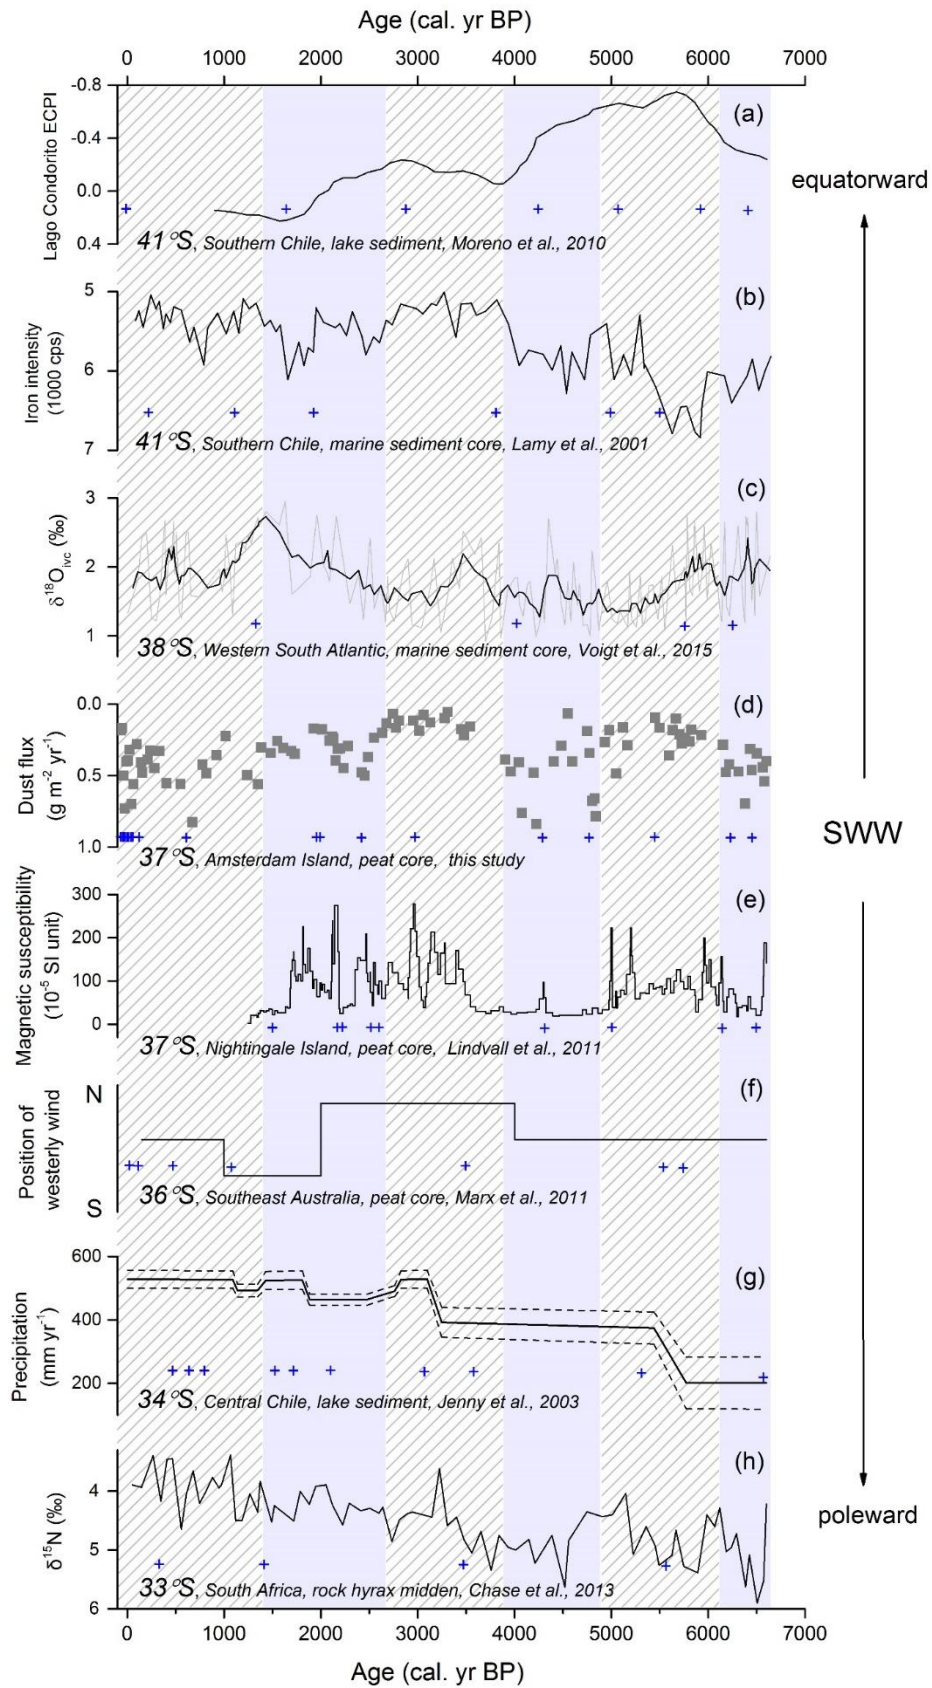 Age (cal. yr BP)
0 1000 2000 3000 4000 5000 6000 7000
Lago Condorito ECPI
-0.8
-0.4
0.0
0.4
(a)
41°S, Southern Chile, lake sediment, Moreno et al., 2010
equatorward
Iron intensity
(1000 cps)
5
6
7
(b)
41°S, Southern Chile, marine sediment core, Lamy et al., 2001
δ18Oivc (‰)
3
2
1
(c)
38°S, Western South Atlantic, marine sediment core, Voigt et al., 2015
Dust flux
(g m-2 yr-1)
0.0
0.5
1.0
(d)
37°S, Amsterdam Island, peat core, this study
SWW
Magnetic susceptibility
(10-5 SI unit)
300
200
100
0
(e)
37°S, Nightingale Island, peat core, Lindvall et al., 2011
Position of
westerly wind
N
S
(f)
36°S, Southeast Australia, peat core, Marx et al., 2011
Precipitation
(mm yr-1)
600
400
200
(g)
34°S, Central Chile, lake sediment, Jenny et al., 2003
δ15N (‰)
4
5
6
(h)
33°S, South Africa, rock hyrax midden, Chase et al., 2013
poleward
0 1000 2000 3000 4000 5000 6000 7000
Age (cal. yr BP)